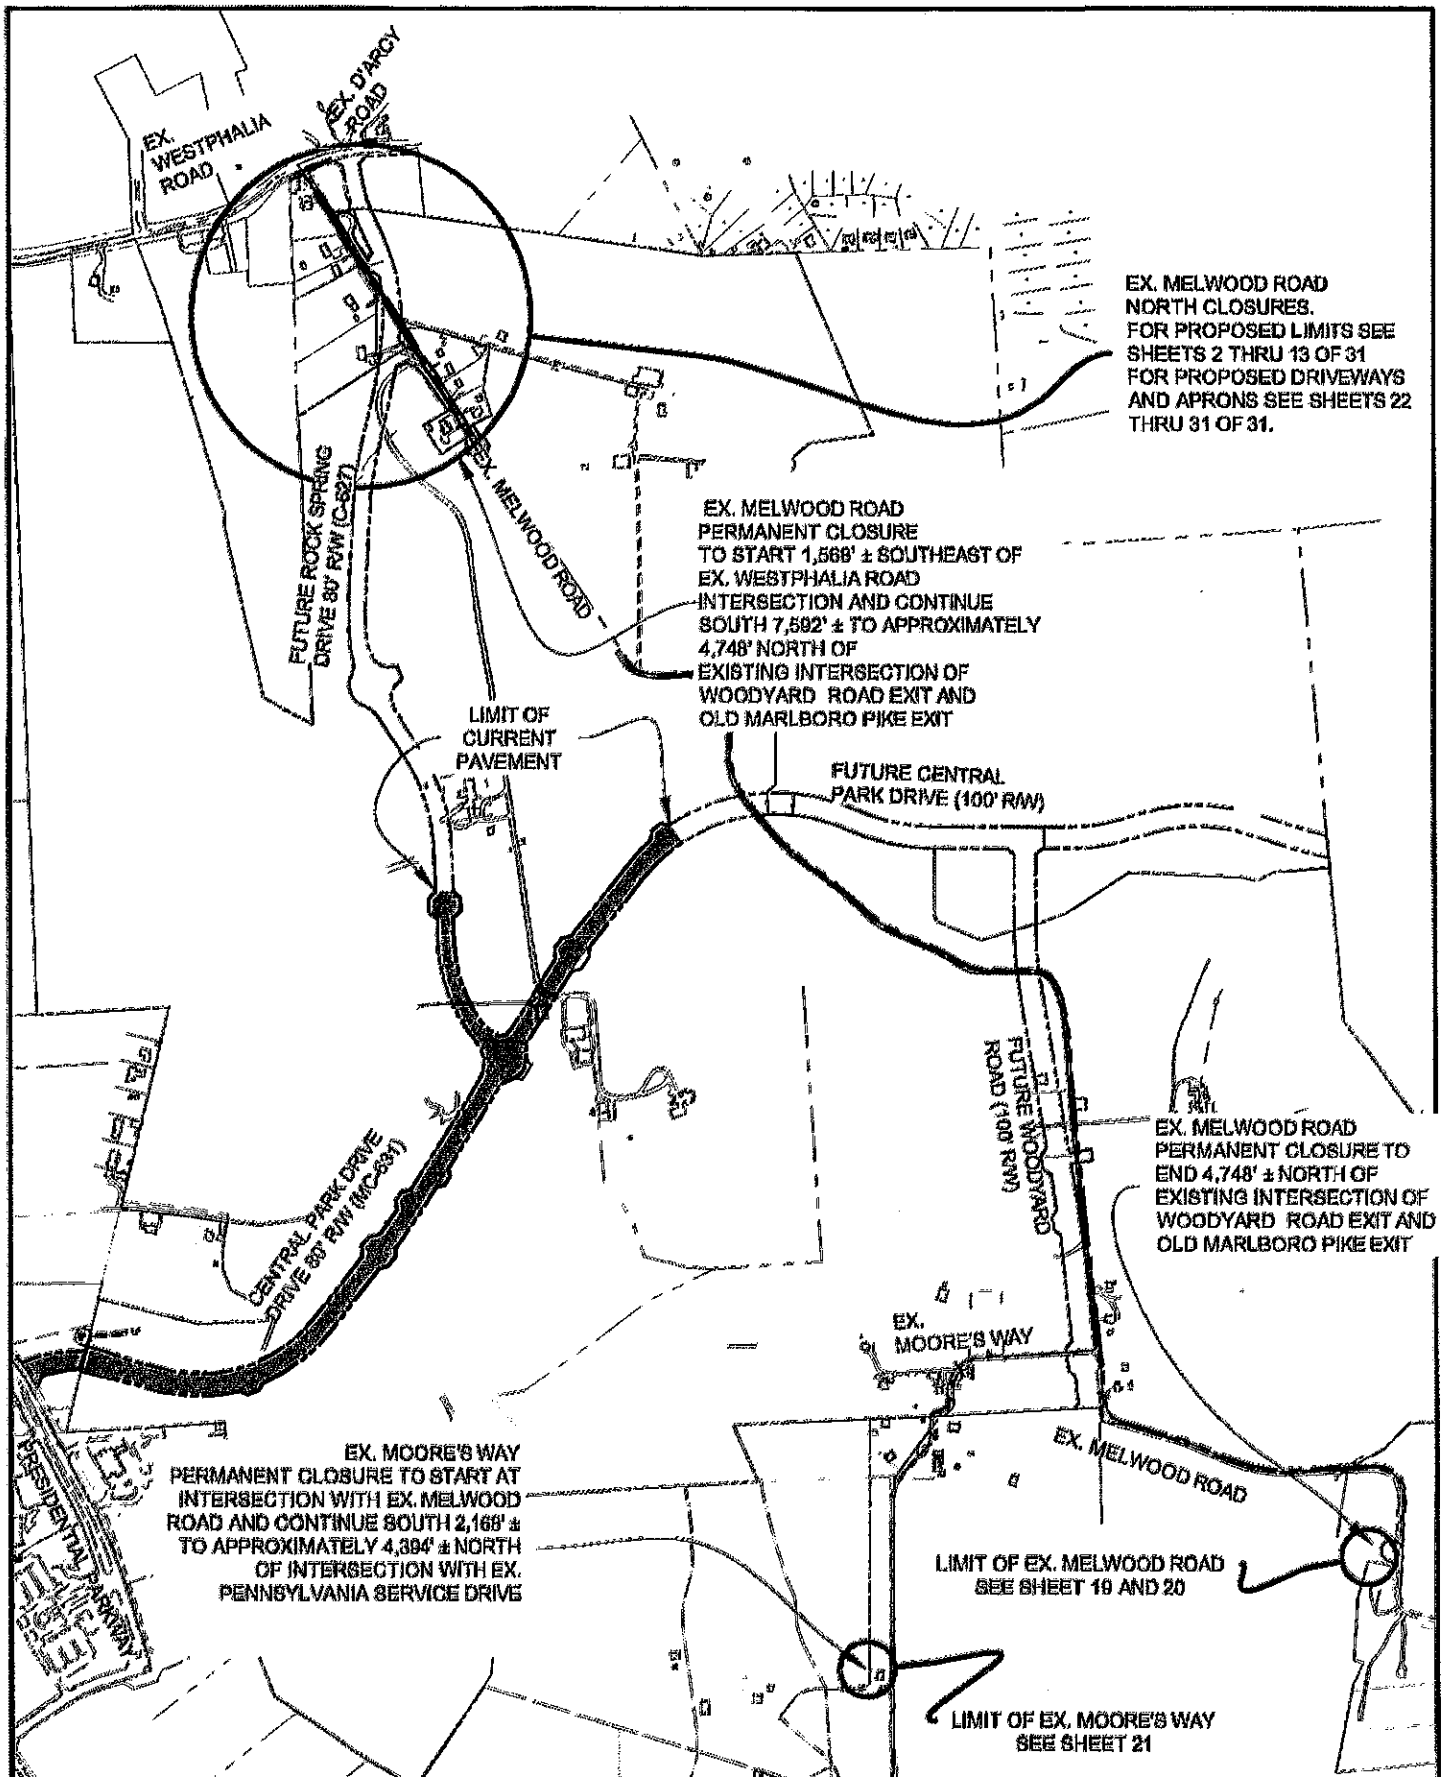 EX. D'ARCY
ROAD
EX.
WESTPHALIA
ROAD
EX. MELWOOD ROAD
NORTH CLOSURES.
FOR PROPOSED LIMITS SEE
SHEETS 2 THRU 13 OF 31
FOR PROPOSED DRIVEWAYS
AND APRONS SEE SHEETS 22
THRU 31 OF 31.
FUTURE ROCK SPRING
DRIVE 80' R/W (C-627)
EX. MELWOOD ROAD
EX. MELWOOD ROAD
PERMANENT CLOSURE
TO START 1,568' ± SOUTHEAST OF
EX. WESTPHALIA ROAD
INTERSECTION AND CONTINUE
SOUTH 7,592' ± TO APPROXIMATELY
4,748' NORTH OF
EXISTING INTERSECTION OF
WOODYARD ROAD EXIT AND
OLD MARLBORO PIKE EXIT
LIMIT OF
CURRENT
PAVEMENT
FUTURE CENTRAL
PARK DRIVE (100' R/W)
FUTURE WOODYARD
ROAD (100' R/W)
EX. MELWOOD ROAD
PERMANENT CLOSURE TO
END 4,748' ± NORTH OF
EXISTING INTERSECTION OF
WOODYARD ROAD EXIT AND
OLD MARLBORO PIKE EXIT
CENTRAL PARK DRIVE
DRIVE 80' R/W (MC-631)
EX.
MOORE'S WAY
EX. MELWOOD ROAD
PRESIDENTIAL PARKWAY
EX. MOORE'S WAY
PERMANENT CLOSURE TO START AT
INTERSECTION WITH EX. MELWOOD
ROAD AND CONTINUE SOUTH 2,168' ±
TO APPROXIMATELY 4,394' ± NORTH
OF INTERSECTION WITH EX.
PENNSYLVANIA SERVICE DRIVE
LIMIT OF EX. MELWOOD ROAD
SEE SHEET 19 AND 20
LIMIT OF EX. MOORE'S WAY
SEE SHEET 21